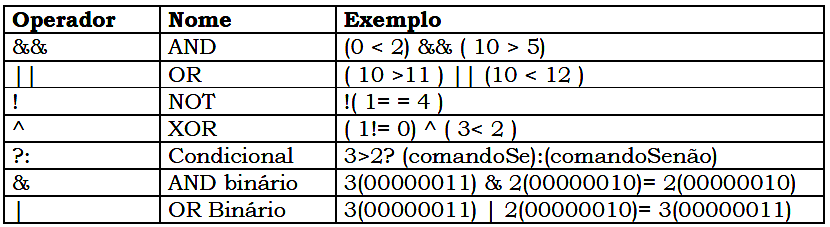 Operador Nome Exemplo
&& AND (0 < 2) && ( 10 > 5)
|| OR ( 10 >11 ) || (10 < 12 )
! NOT !( 1= = 4 )
^ XOR ( 1!= 0) ^ ( 3< 2 )
?: Condicional 3>2? (comandoSe):(comandoSenão)
& AND binário 3(00000011) & 2(00000010)= 2(00000010)
| OR Binário 3(00000011) | 2(00000010)= 3(00000011)